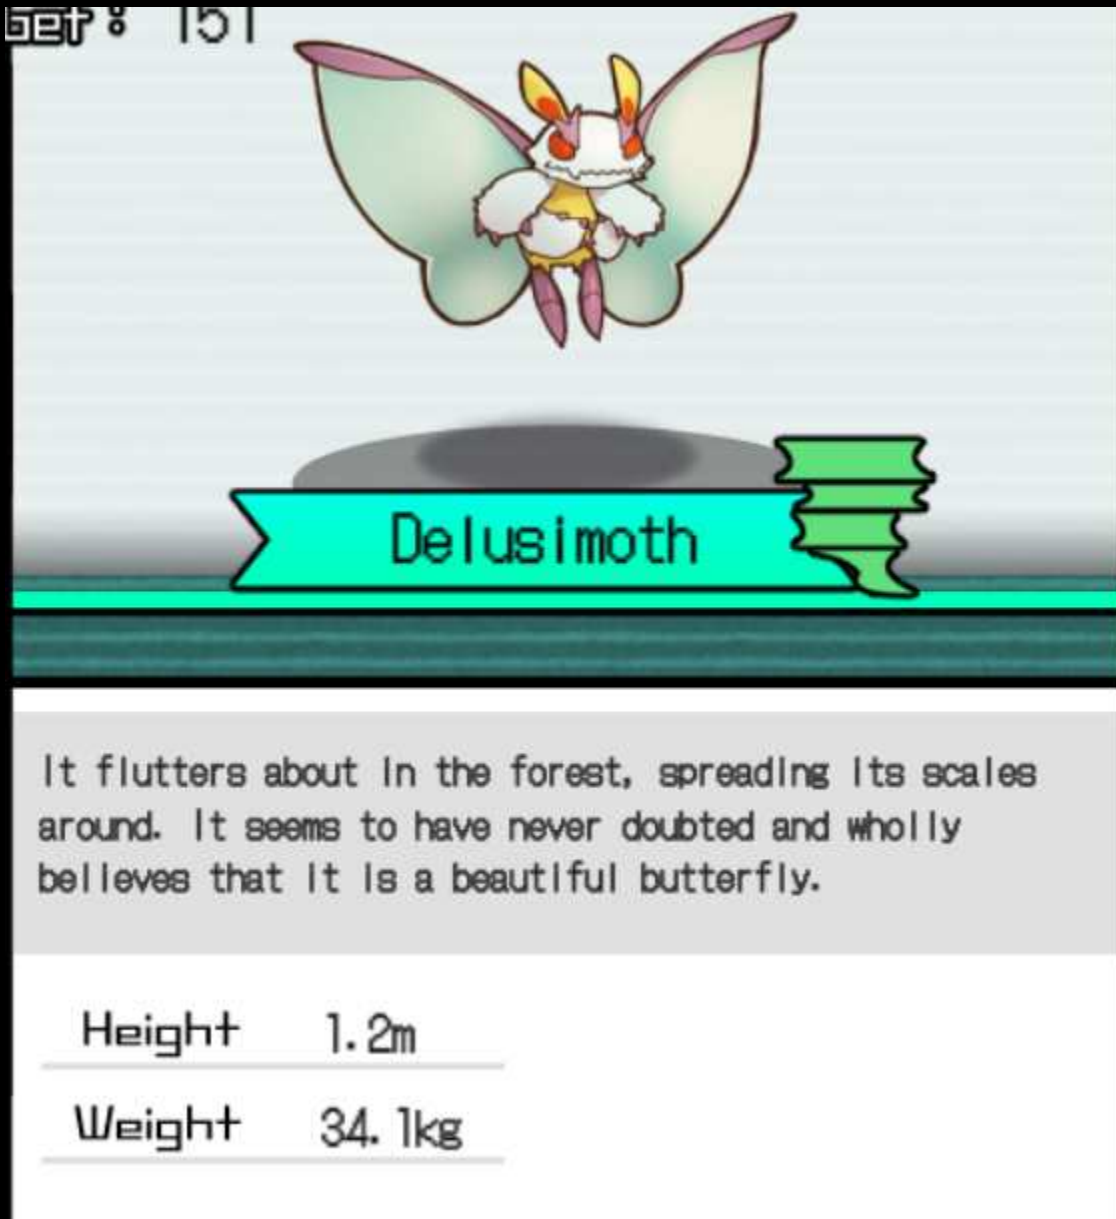 Get: 151
Delusimoth
It flutters about in the forest, spreading its scales
around. It seems to have never doubted and wholly
believes that it is a beautiful butterfly.
Height 1.2m
Weight 34.1kg